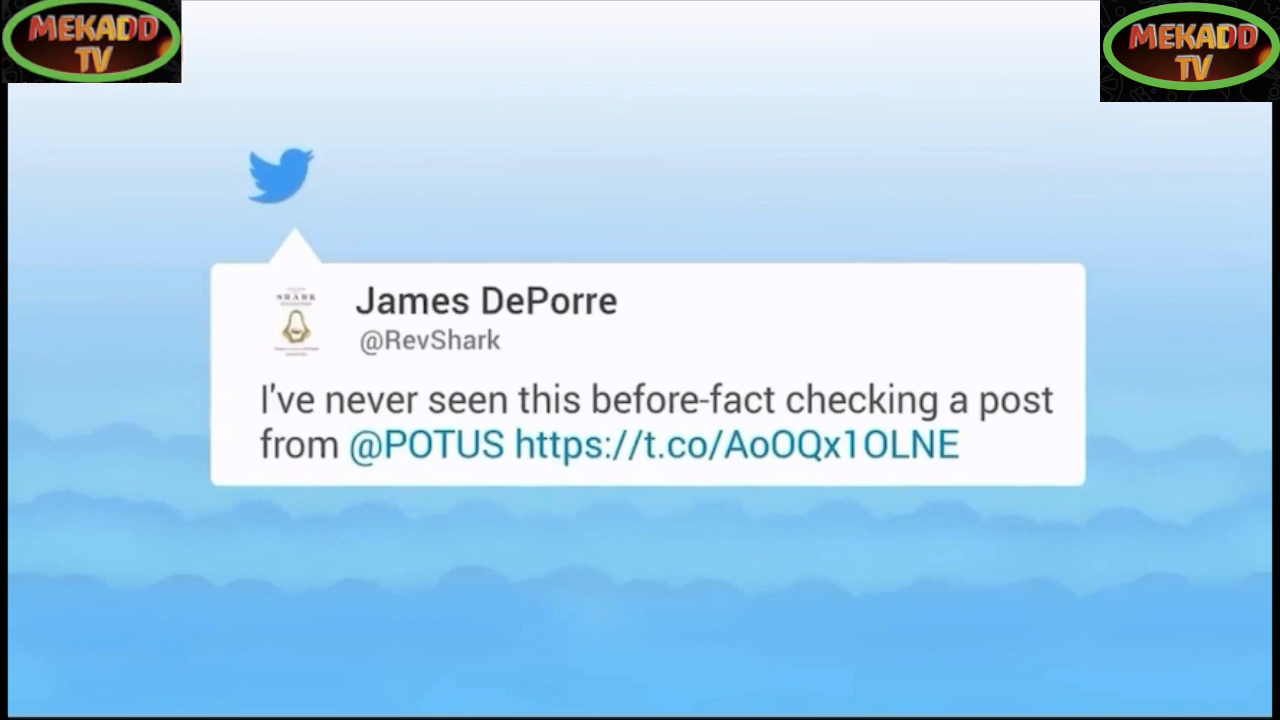 MEKADD
TV
MEKADD
TV
James DePorre
SHARK
@RevShark
I've never seen this before-fact checking a post
from @POTUS https://t.co/AoOQx1OLNE